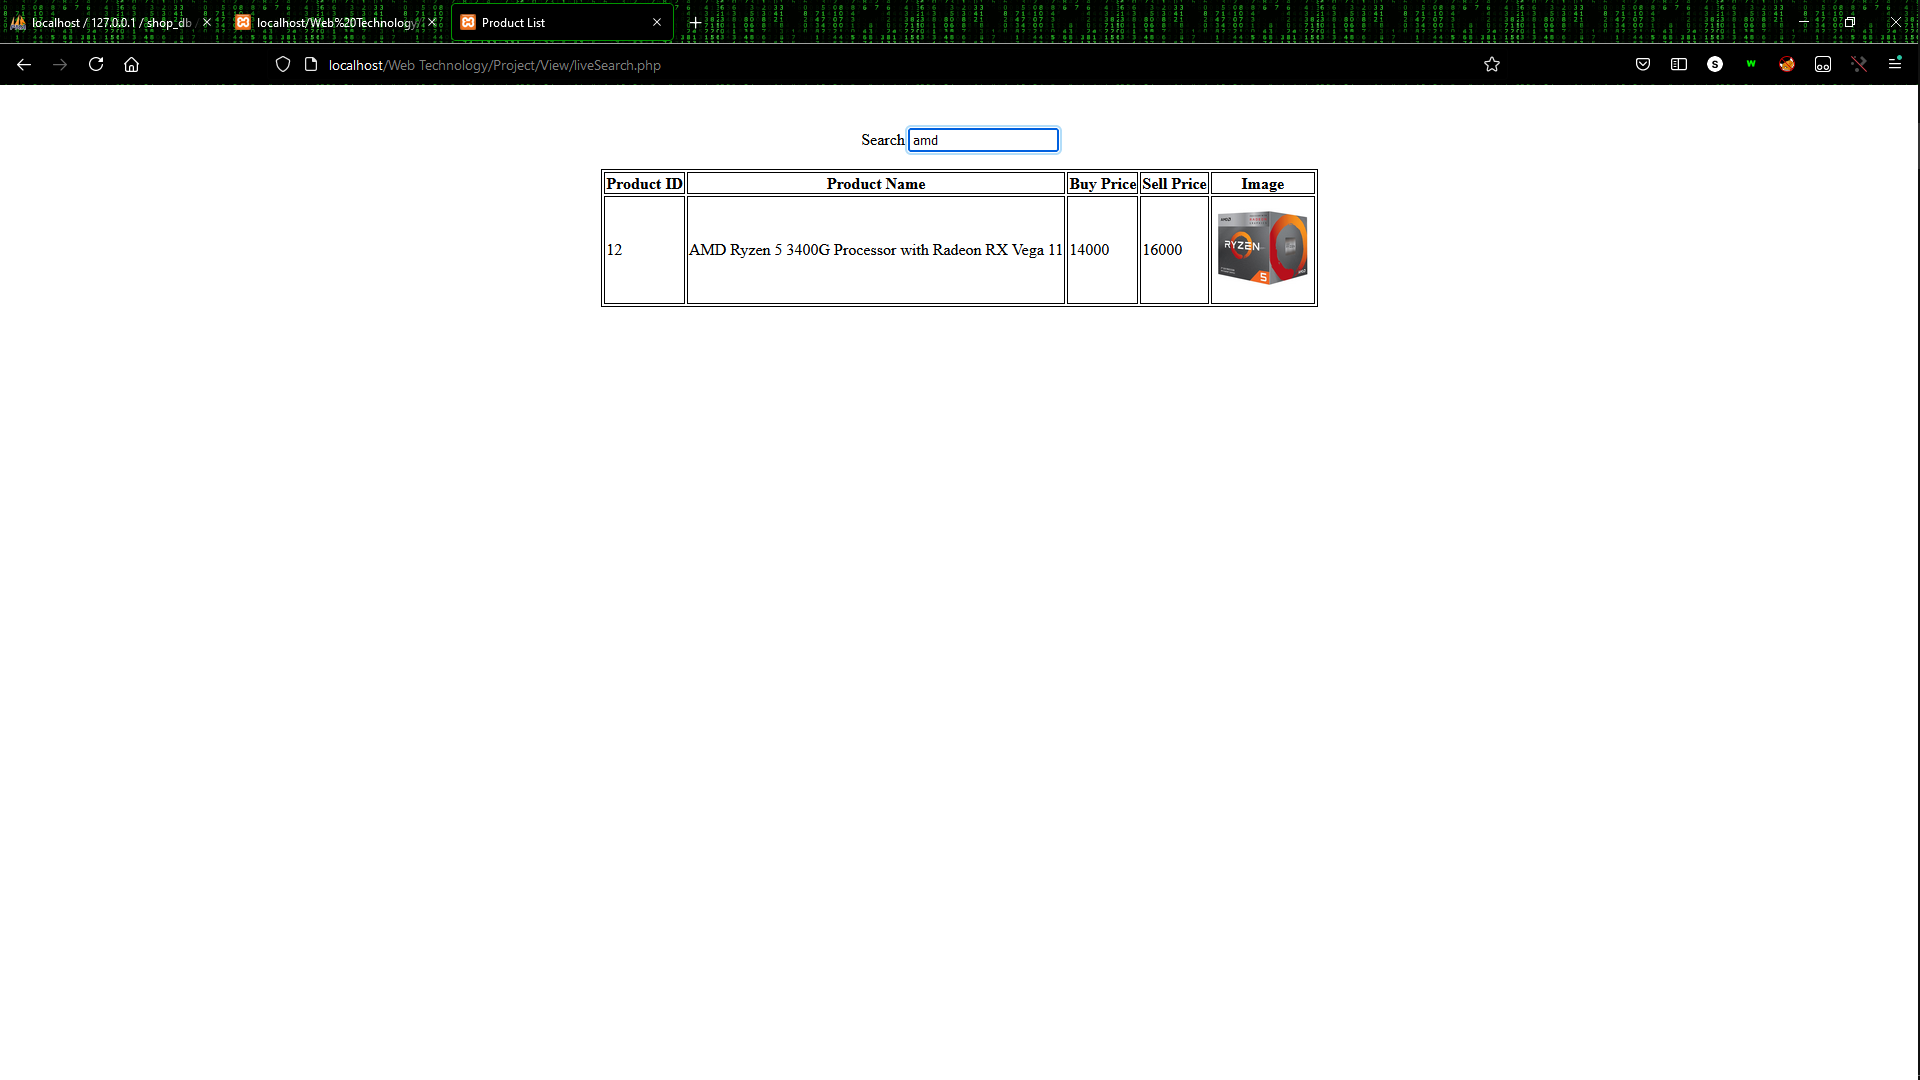 localhost / 127.0.0.1 / shop_db
localhost/Web%20Technology/
Product List
localhost/Web Technology/Project/View/liveSearch.php
Search amd
Product ID Product Name Buy Price Sell Price Image
12 AMD Ryzen 5 3400G Processor with Radeon RX Vega 11 14000 16000
RYZEN
5